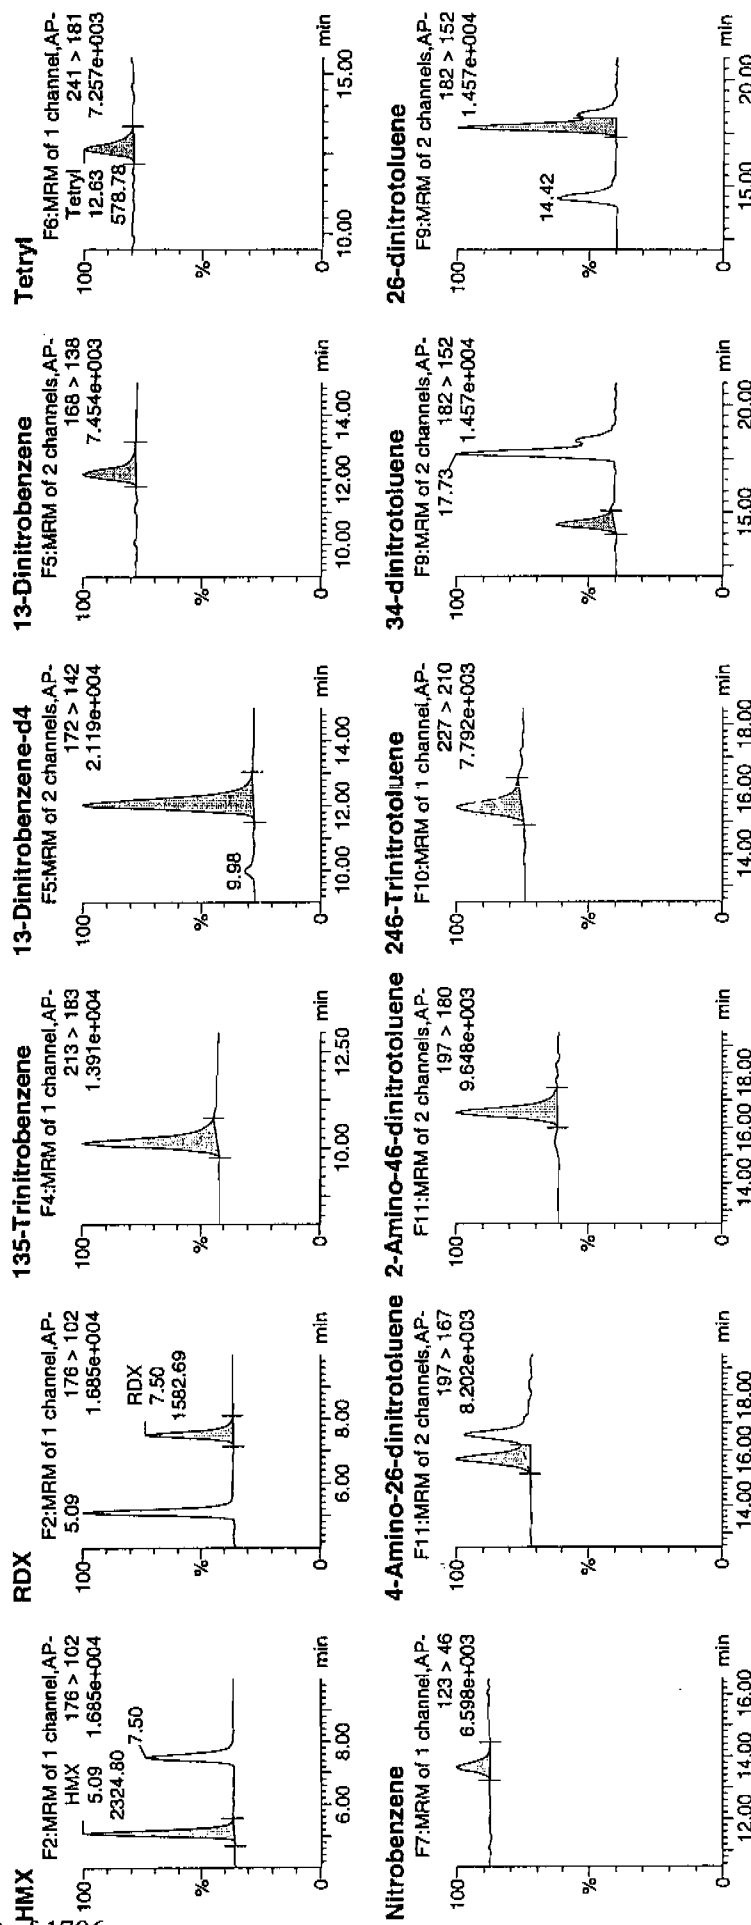 HMX
F2:MRM of 1 channel,AP-
HMX 176 > 102
5.09 1.685e+004
2324.80
7.50
100
%
0
6.00 8.00 min
RDX
F2:MRM of 1 channel,AP-
5.09 176 > 102
1.685e+004
RDX
7.50
1582.69
100
%
0
6.00 8.00 min
135-Trinitrobenzene
F4:MRM of 1 channel,AP-
213 > 183
1.391e+004
100
%
0
10.00 12.50 min
13-Dinitrobenzene-d4
F5:MRM of 2 channels,AP-
172 > 142
2.119e+004
9.98
100
%
0
10.00 12.00 14.00 min
13-Dinitrobenzene
F5:MRM of 2 channels,AP-
168 > 138
7.454e+003
100
%
0
10.00 12.00 14.00 min
Tetryl
F6:MRM of 1 channel,AP-
Tetryl 241 > 181
12.63 7.257e+003
578.78
100
%
0
10.00 15.00 min
Nitrobenzene
F7:MRM of 1 channel,AP-
123 > 46
6.598e+003
100
%
0
12.00 14.00 16.00 min
4-Amino-26-dinitrotoluene
F11:MRM of 2 channels,AP-
197 > 167
8.202e+003
100
%
0
14.00 16.00 18.00 min
2-Amino-46-dinitrotoluene
F11:MRM of 2 channels,AP-
197 > 180
9.648e+003
100
%
0
14.00 16.00 18.00 min
246-Trinitrotoluene
F10:MRM of 1 channel,AP-
227 > 210
7.792e+003
100
%
0
14.00 16.00 18.00 min
34-dinitrotoluene
F9:MRM of 2 channels,AP-
17.73 182 > 152
1.457e+004
100
%
0
15.00 20.00 min
26-dinitrotoluene
F9:MRM of 2 channels,AP-
182 > 152
1.457e+004
14.42
100
%
0
15.00 20.00 min